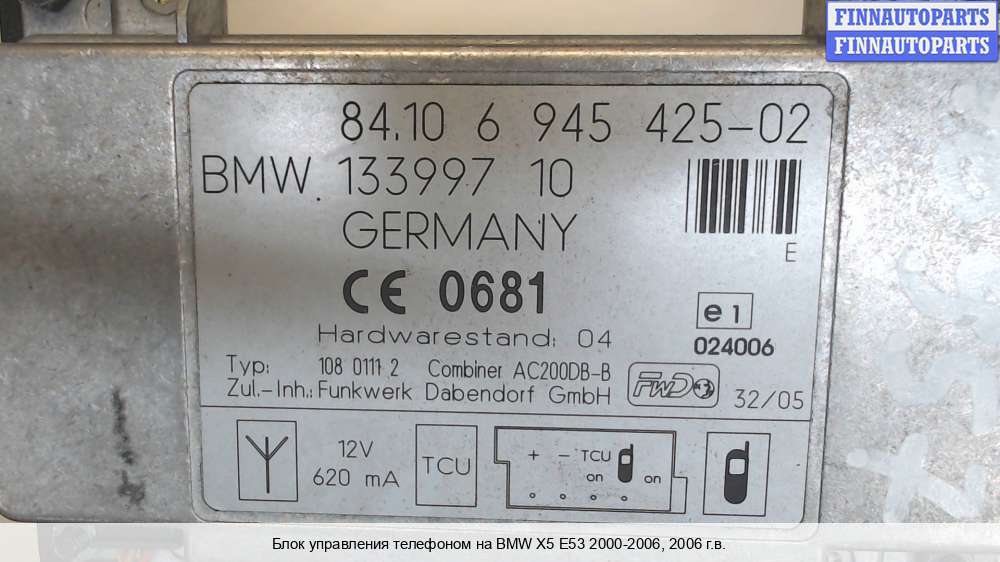 FINNAUTOPARTS
FINNAUTOPARTS
84.10 6 945 425-02
BMW 133997 10
GERMANY
E
CE 0681
e1
Hardwarestand: 04
024006
Typ: 108 0111 2 Combiner AC200DB-B
FWD
Zul.-Inh.: Funkwerk Dabendorf GmbH
32/05
12V
620 mA
TCU
+ - TCU
on on
Блок управления телефоном на BMW X5 E53 2000-2006, 2006 г.в.